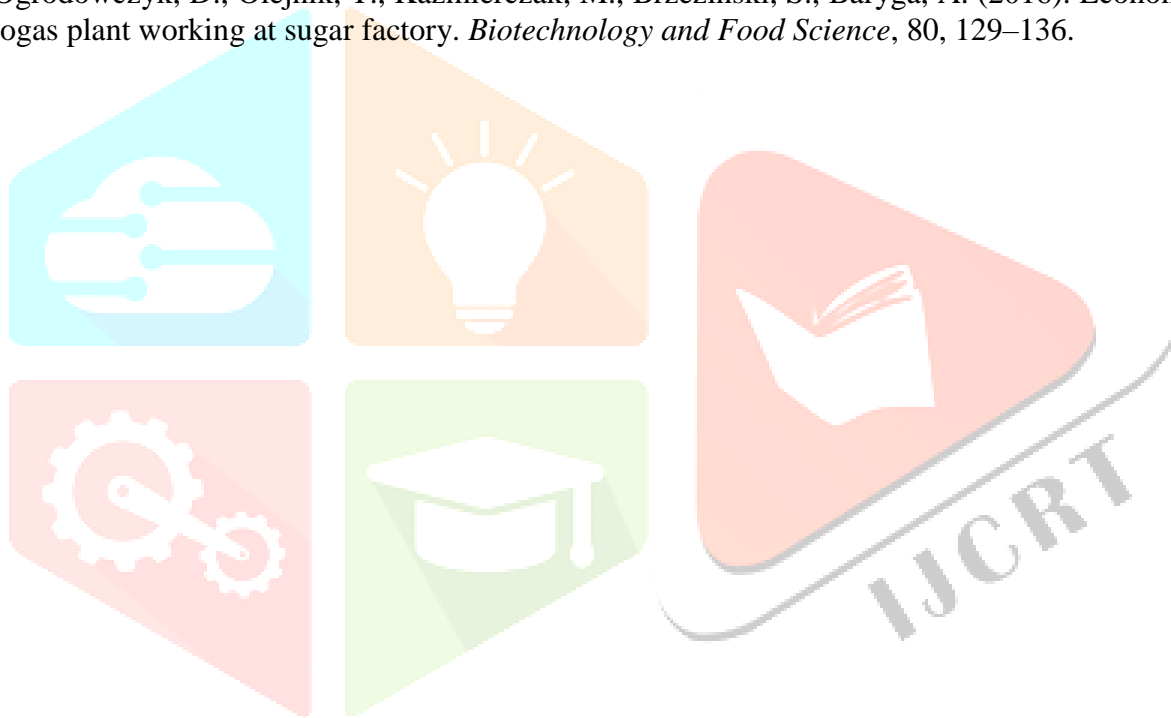 Ogrodowczyk, D., Olejnik, T., Kaźmierczak, M., Brzeziński, S., Baryga, A. (2016).
ogas plant working at sugar factory. Biotechnology and Food Science, 80, 129–136.
IJCRT